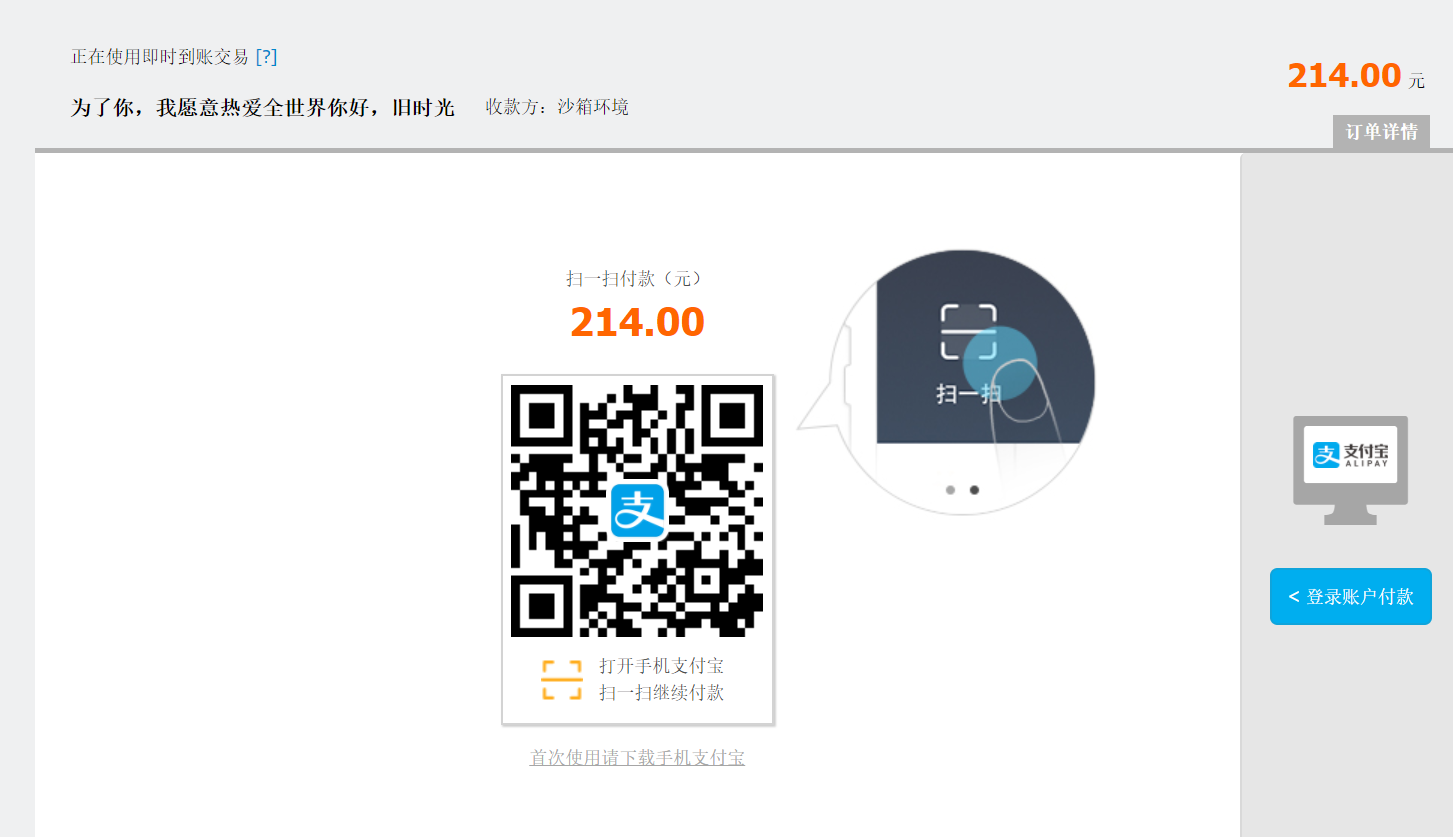 正在使用即时到账交易 [?]
214.00 元
为了你，我愿意热爱全世界你好，旧时光 收款方：沙箱环境
订单详情
扫一扫付款（元）
214.00
扫一扫
支
支付宝
ALIPAY
支
< 登录账户付款
打开手机支付宝
扫一扫继续付款
首次使用请下载手机支付宝